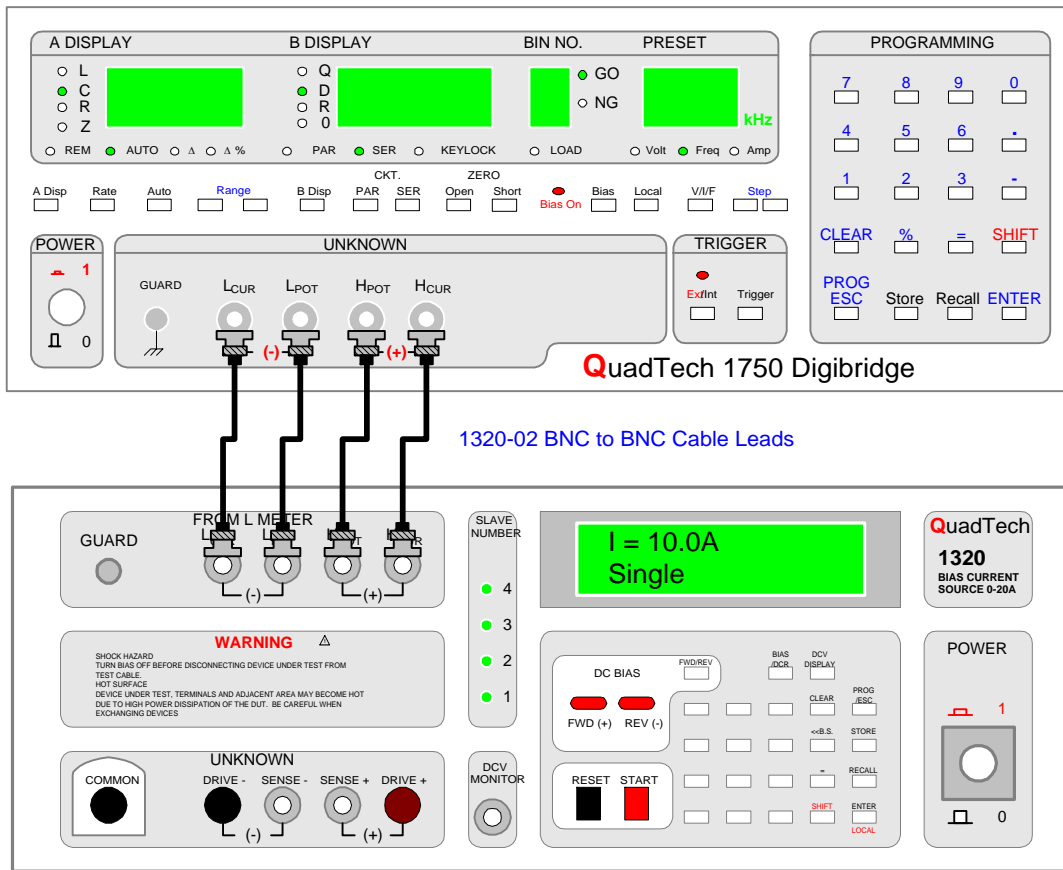 A DISPLAY B DISPLAY BIN NO. PRESET
L
C
R
Z
Q
D
R
0
GO
NG
kHz
REM AUTO Δ Δ % PAR SER KEYLOCK LOAD Volt Freq Amp
CKT. ZERO
A Disp Rate Auto Range B Disp PAR SER Open Short Bias On Bias Local V/I/F Step
PROGRAMMING
7 8 9 0
4 5 6 .
1 2 3 -
CLEAR % = SHIFT
PROG
ESC Store Recall ENTER
POWER
1
0
UNKNOWN
GUARD LCUR LPOT HPOT HCUR
(-) (+)
TRIGGER
Ext/Int Trigger
QuadTech 1750 Digibridge
1320-02 BNC to BNC Cable Leads
FROM L METER
GUARD
(-) (+)
SLAVE
NUMBER
4
3
2
1
I = 10.0A
Single
QuadTech
1320
BIAS CURRENT
SOURCE 0-20A
WARNING
SHOCK HAZARD
TURN BIAS OFF BEFORE DISCONNECTING DEVICE UNDER TEST FROM
TEST CABLE.
HOT SURFACE
DEVICE UNDER TEST, TERMINALS AND ADJACENT AREA MAY BECOME HOT
DUE TO HIGH POWER DISSIPATION OF THE DUT. BE CAREFUL WHEN
EXCHANGING DEVICES
DC BIAS
FWD (+) REV (-)
FWD/REV
BIAS
/DCR
DCV
DISPLAY
CLEAR
PROG
/ESC
<<B.S. STORE
= RECALL
SHIFT ENTER
LOCAL
RESET START
POWER
1
0
UNKNOWN
COMMON DRIVE - SENSE - SENSE + DRIVE +
(-) (+)
DCV
MONITOR